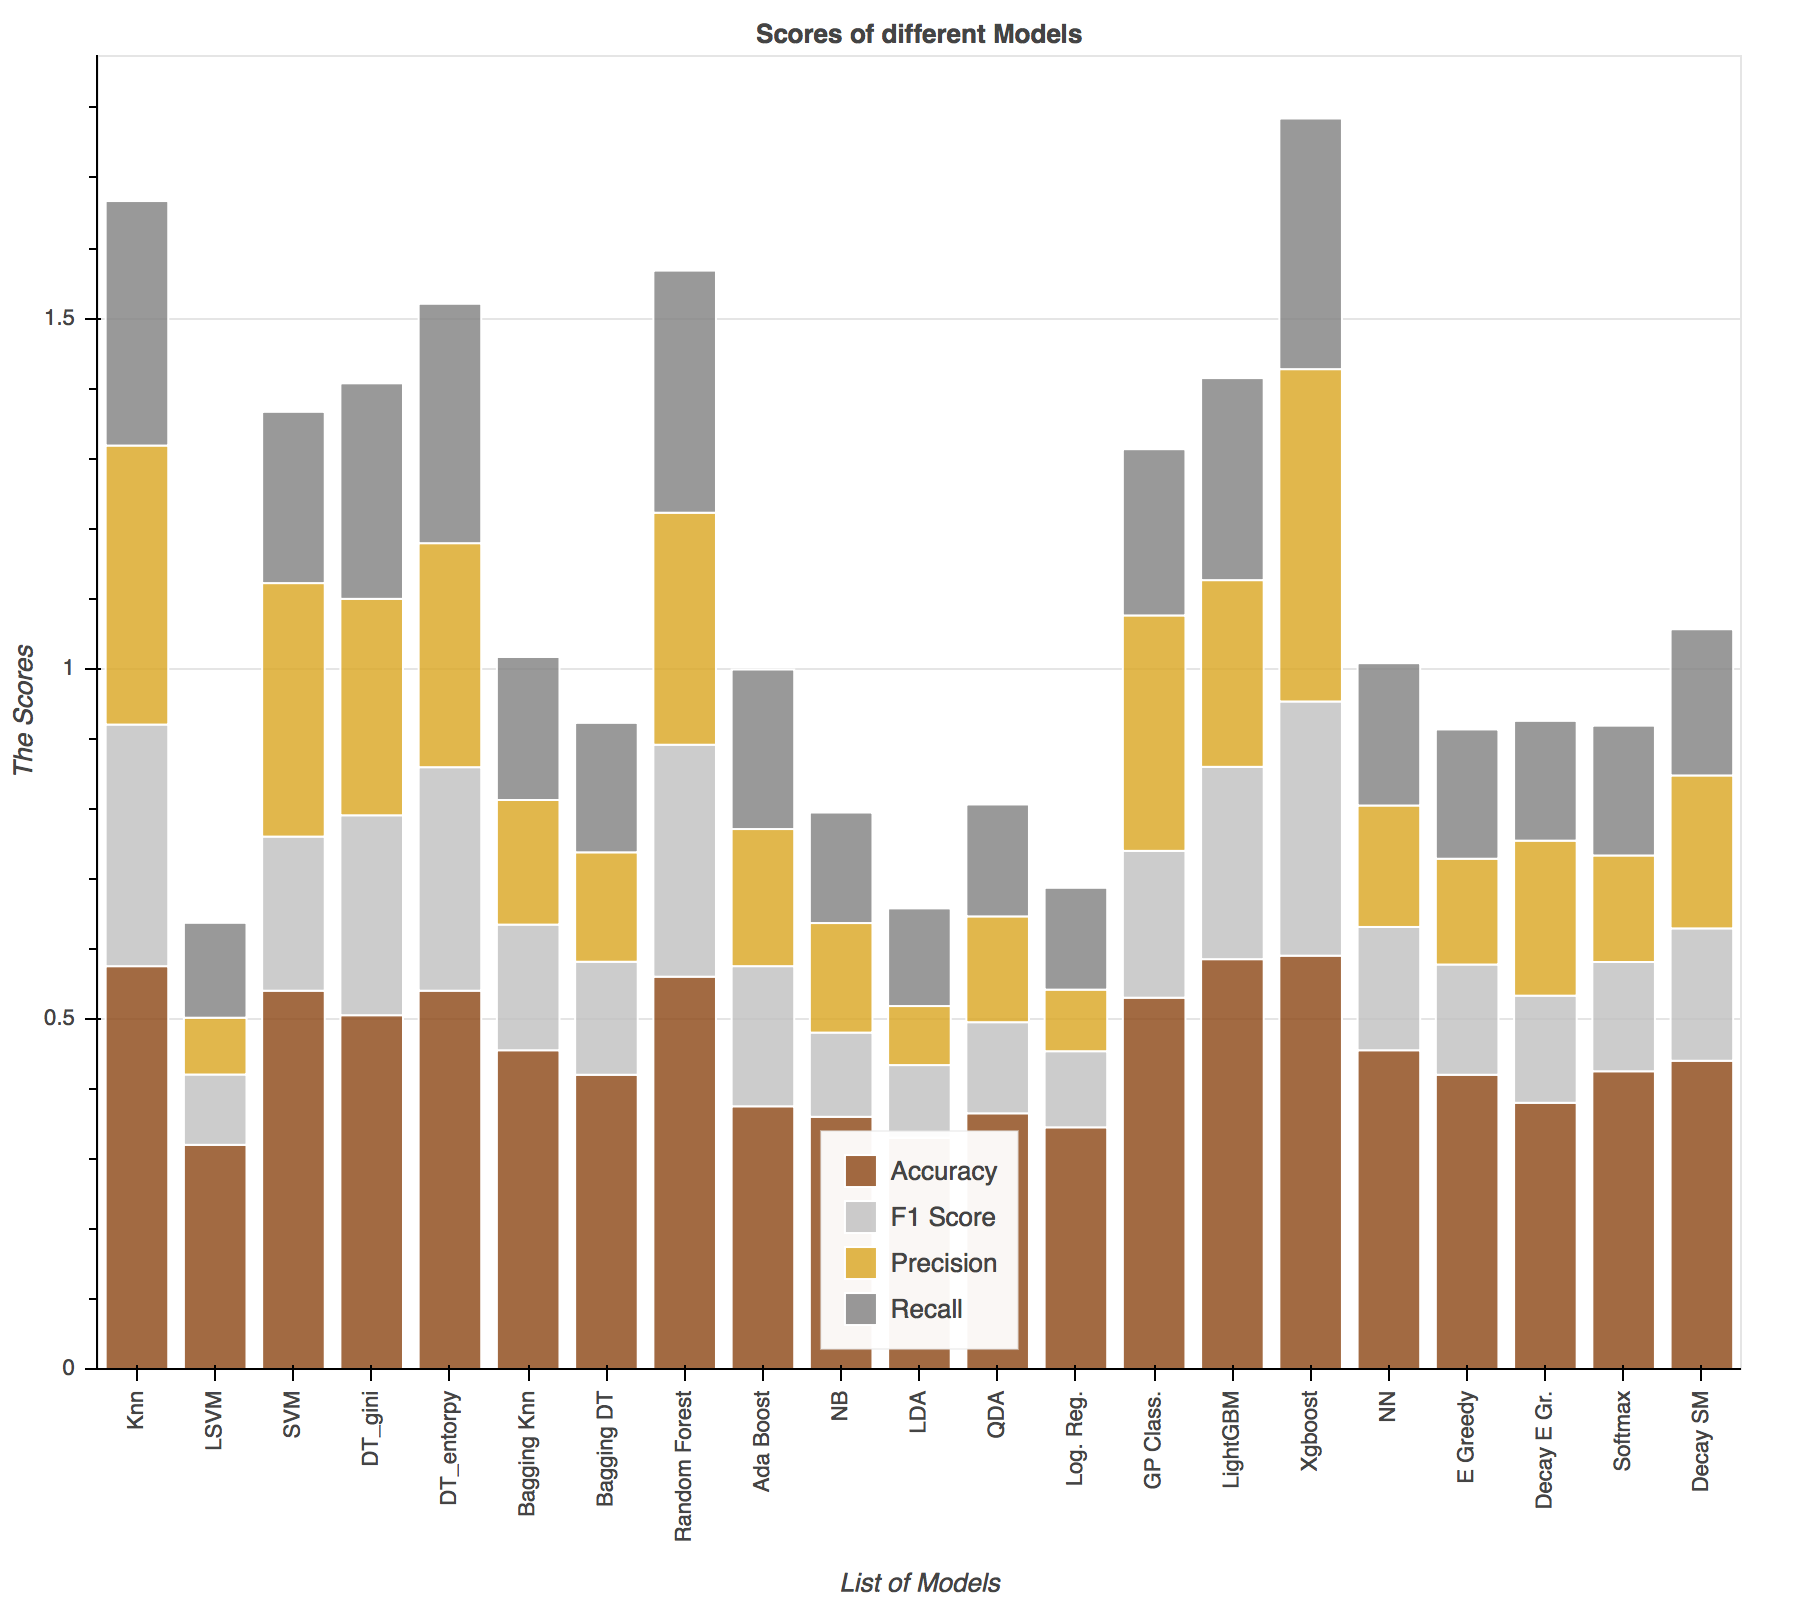 Scores of different Models
The Scores
1.5
1
0.5
0
Accuracy
F1 Score
Precision
Recall
Knn
LSVM
SVM
DT_gini
DT_entorpy
Bagging Knn
Bagging DT
Random Forest
Ada Boost
NB
LDA
QDA
Log. Reg.
GP Class.
LightGBM
Xgboost
NN
E Greedy
Decay E Gr.
Softmax
Decay SM
List of Models